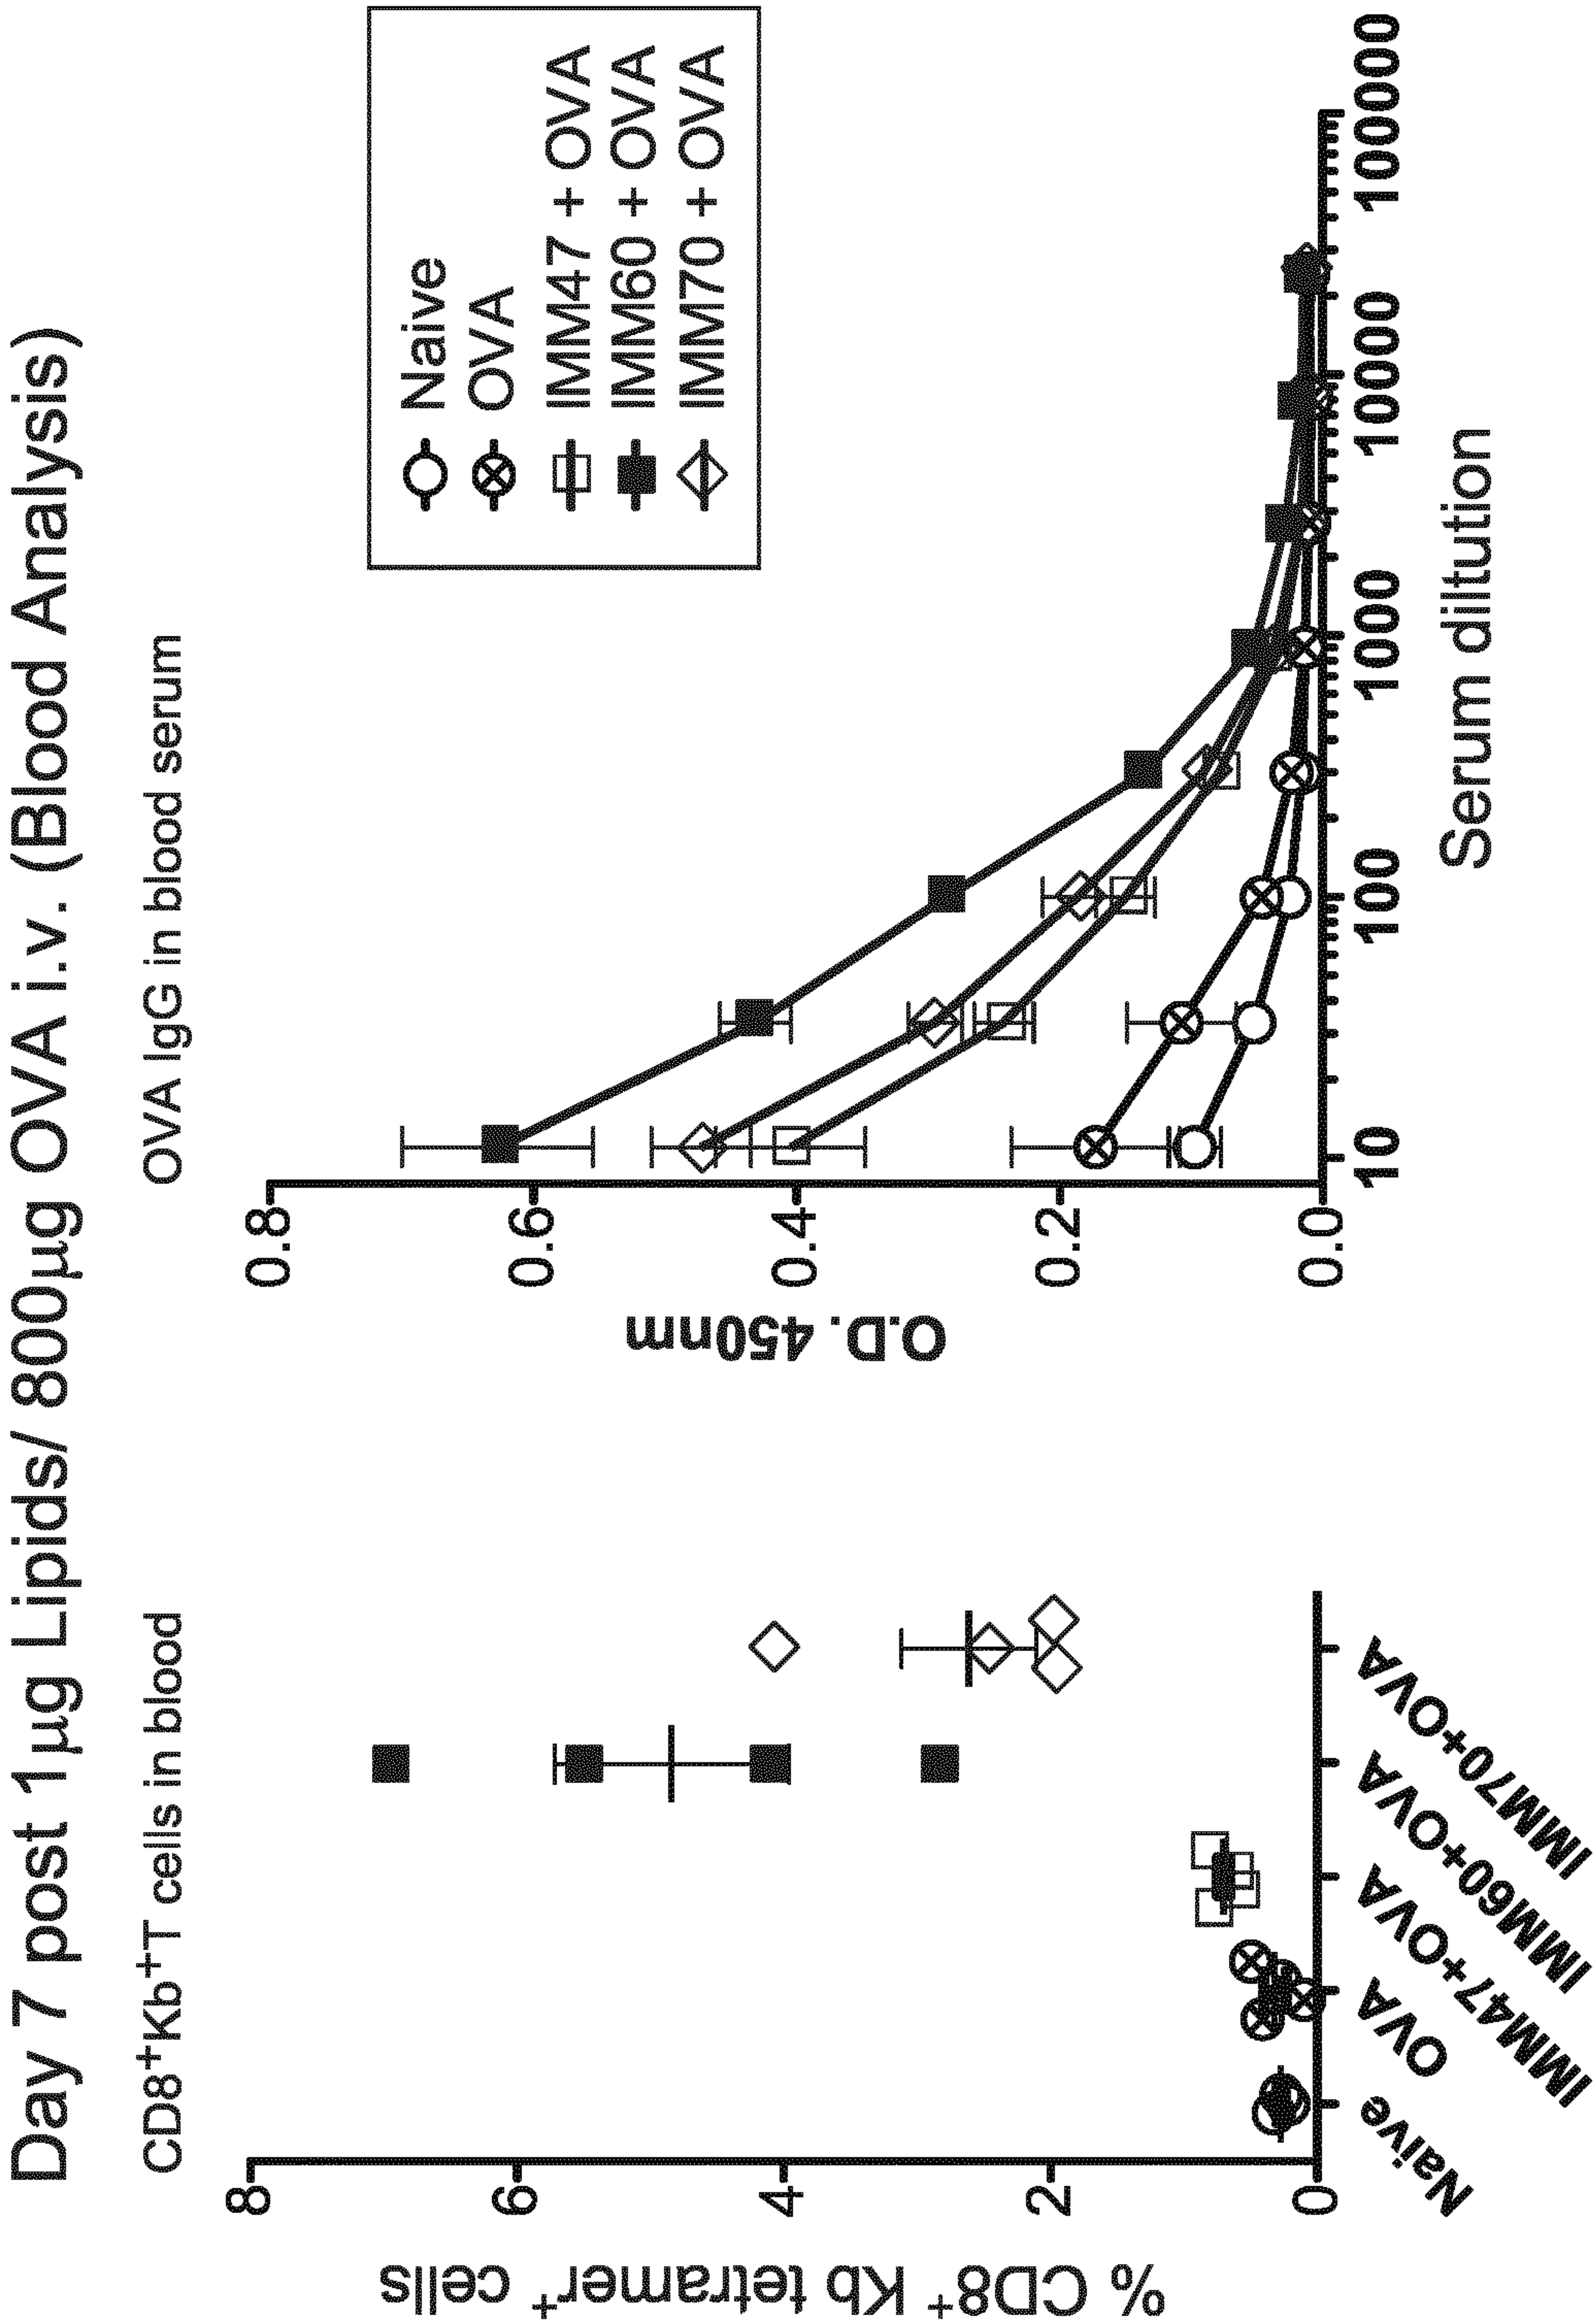 Day 7 post 1µg Lipids/ 800µg OVA i.v. (Blood Analysis)
CD8+Kb+T cells in blood
% CD8+ Kb tetramer+ cells
8
6
4
2
0
Naive
OVA
IMM47+OVA
IMM60+OVA
IMM70+OVA
OVA IgG in blood serum
O.D. 450nm
0.8
0.6
0.4
0.2
0.0
10
100
1000
10000
100000
Serum diltution
Naive
OVA
IMM47 + OVA
IMM60 + OVA
IMM70 + OVA